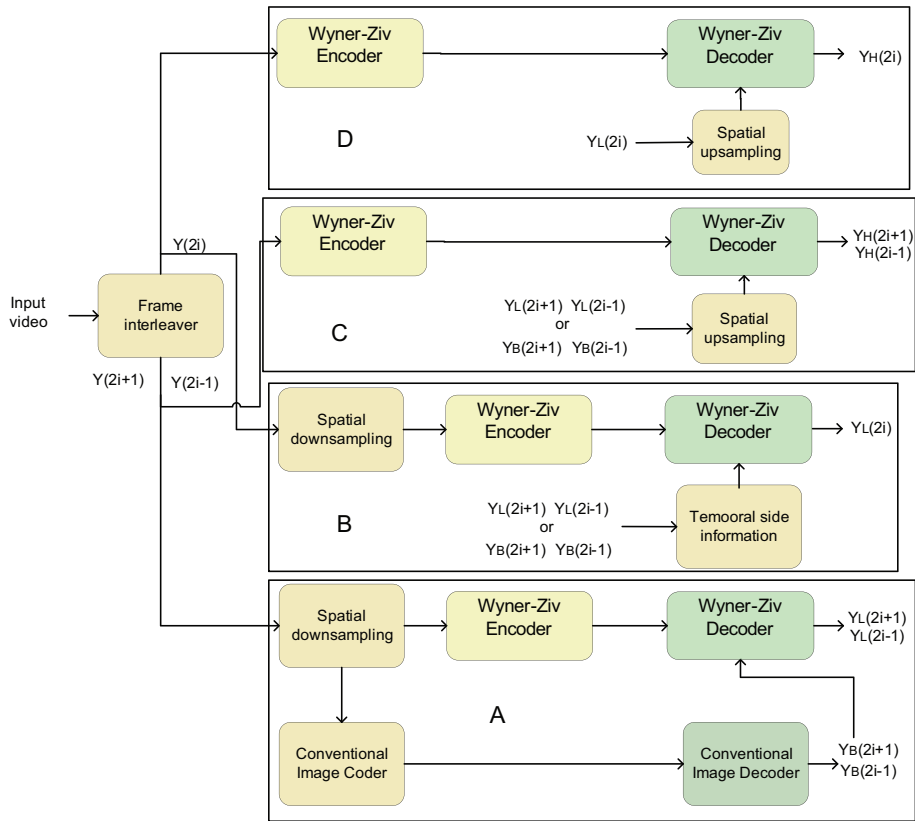 Wyner-Ziv
Encoder
Wyner-Ziv
Decoder
YH(2i)
D
YL(2i)
Spatial
upsampling
Wyner-Ziv
Encoder
Wyner-Ziv
Decoder
YH(2i+1)
YH(2i-1)
Y(2i)
Input
video
Frame
interleaver
C
YL(2i+1) YL(2i-1)
or
YB(2i+1) YB(2i-1)
Spatial
upsampling
Y(2i+1) Y(2i-1)
Spatial
downsampling
Wyner-Ziv
Encoder
Wyner-Ziv
Decoder
YL(2i)
B
YL(2i+1) YL(2i-1)
or
YB(2i+1) YB(2i-1)
Temooral side
information
Spatial
downsampling
Wyner-Ziv
Encoder
Wyner-Ziv
Decoder
YL(2i+1)
YL(2i-1)
A
Conventional
Image Coder
Conventional
Image Decoder
YB(2i+1)
YB(2i-1)